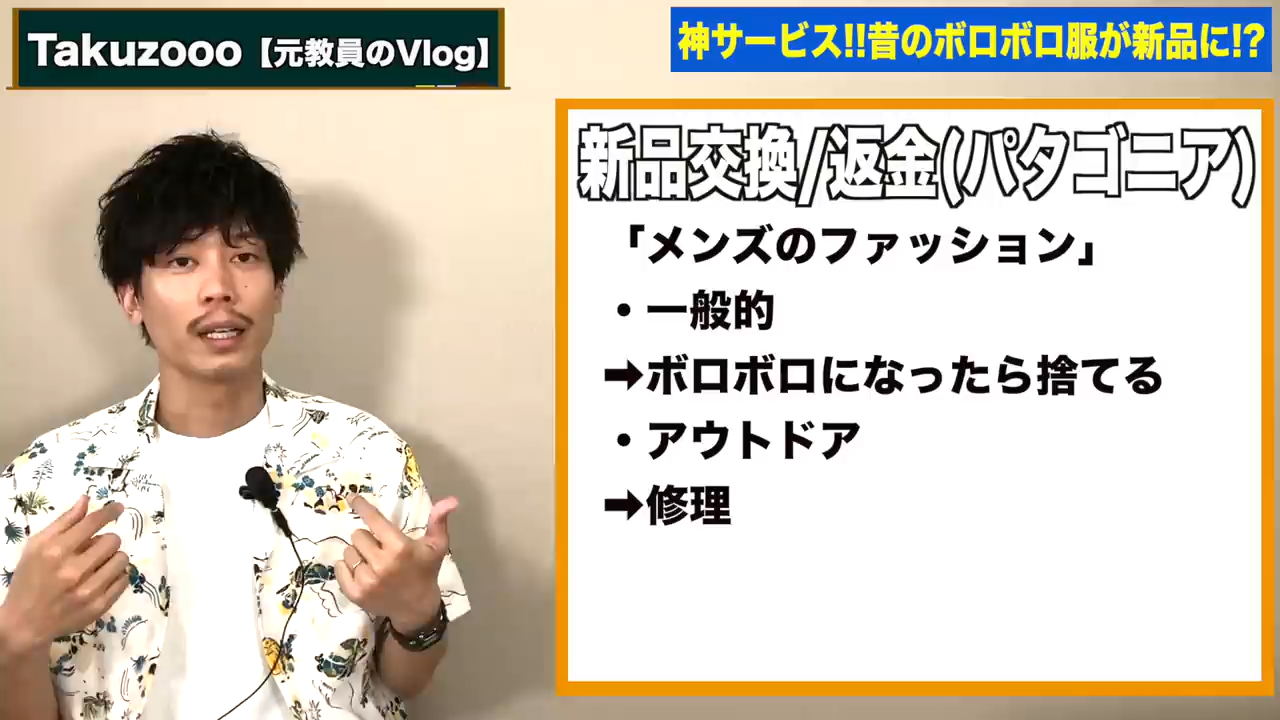 Takuzooo【元教員のVlog】
神サービス!!昔のボロボロ服が新品に!?
新品交換/返金(パタゴニア)
「メンズのファッション」
・一般的
➡ボロボロになったら捨てる
・アウトドア
➡修理